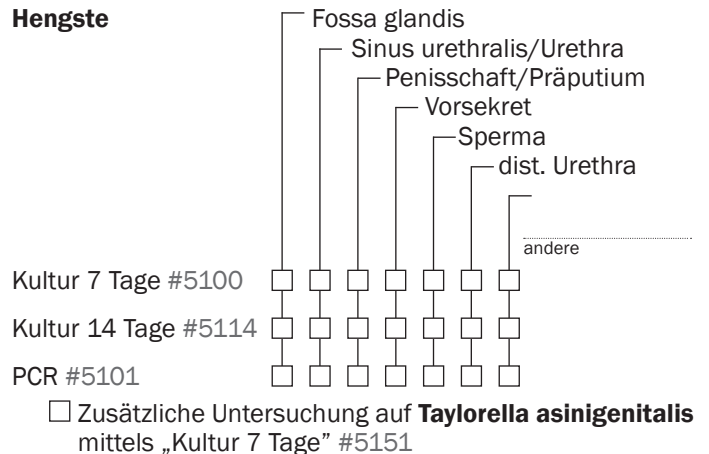 Hengste
Fossa glandis
Sinus urethralis/Urethra
Penisschaft/Präputium
Vorsekret
Sperma
dist. Urethra
andere
Kultur 7 Tage #5100
Kultur 14 Tage #5114
PCR #5101
Zusätzliche Untersuchung auf Taylorella asinigenitalis
mittels „Kultur 7 Tage” #5151